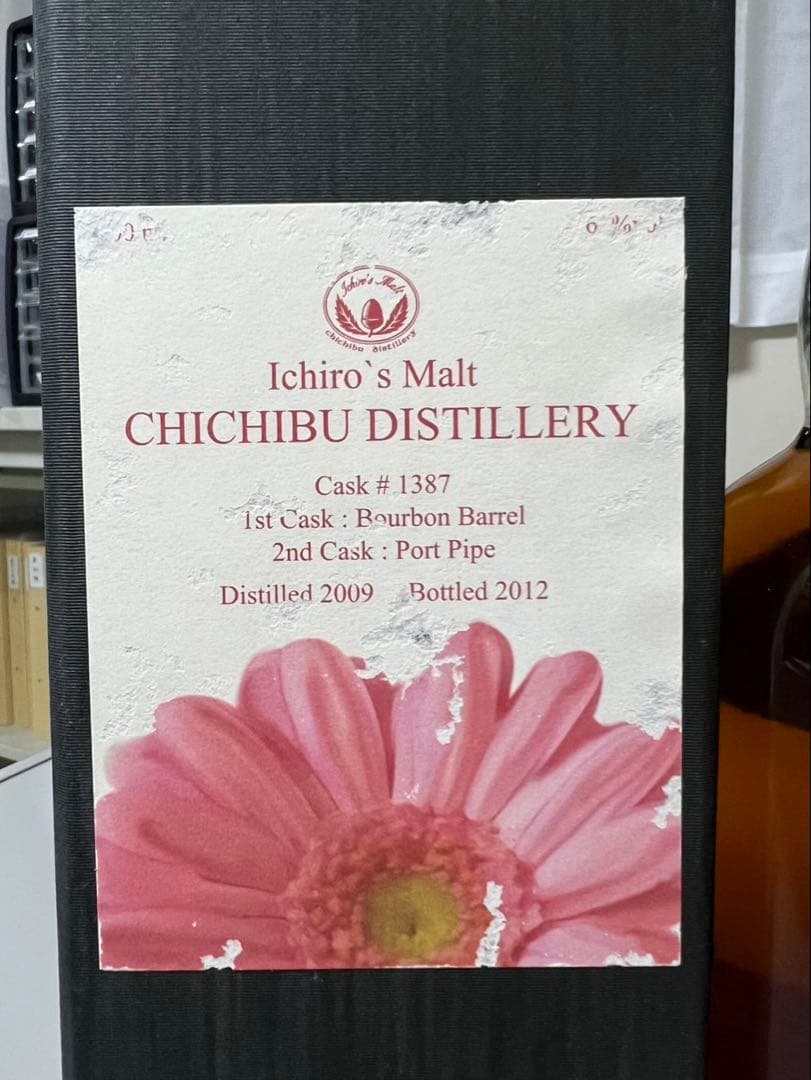 Ichiro's Malt
chichibu distillery
Ichiro`s Malt
CHICHIBU DISTILLERY
Cask # 1387
1st Cask : Bourbon Barrel
2nd Cask : Port Pipe
Distilled 2009 Bottled 2012